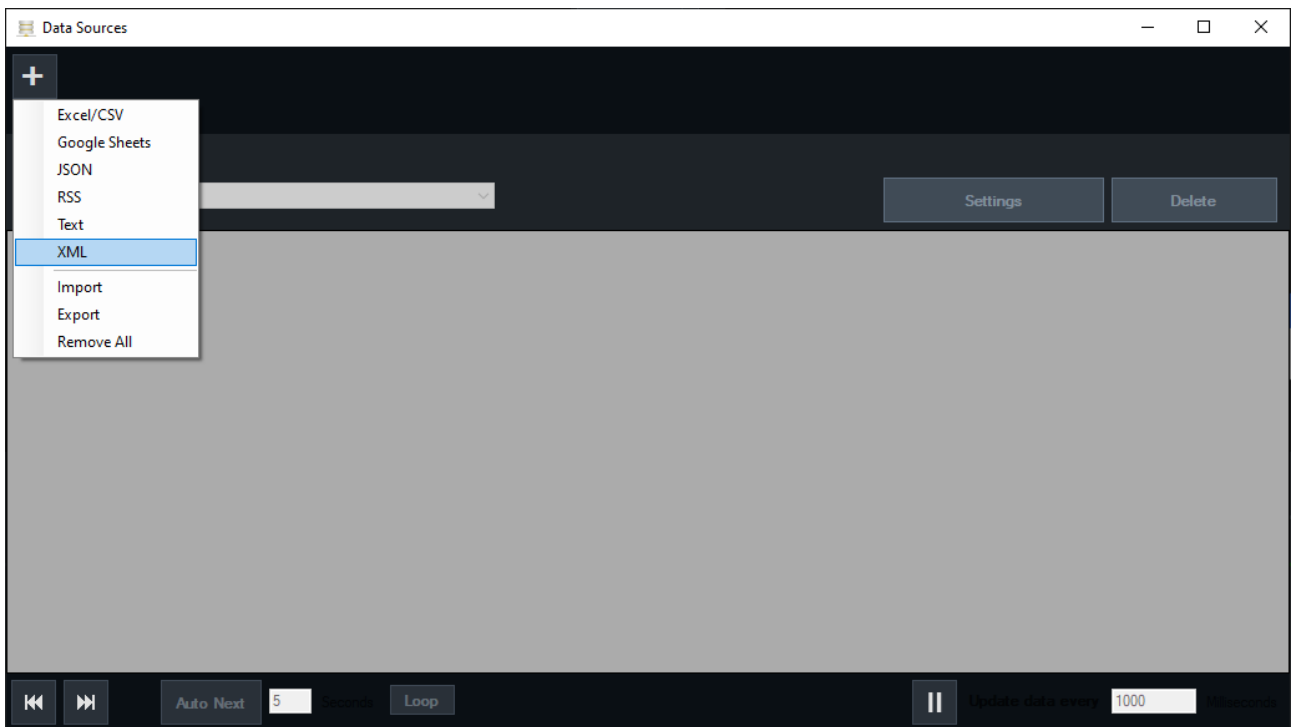 Data Sources
Excel/CSV
Google Sheets
JSON
RSS
Text
XML
Import
Export
Remove All
Settings
Delete
Auto Next
5
Seconds
Loop
Update data every
1000
Milliseconds